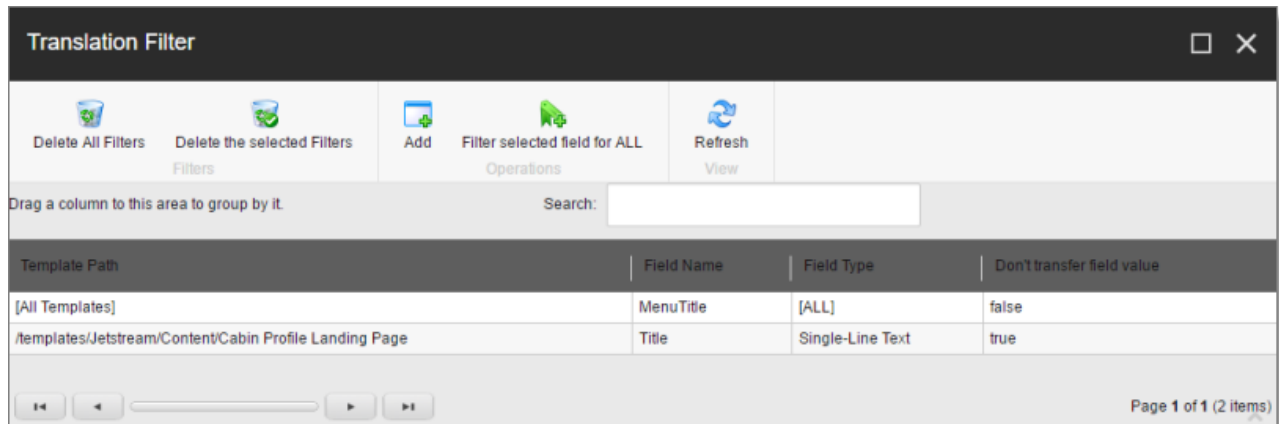 Translation Filter
Delete All Filters Delete the selected Filters Add Filter selected field for ALL Refresh
Filters Operations View
Drag a column to this area to group by it. Search:
Template Path Field Name Field Type Don't transfer field value
[All Templates] MenuTitle [ALL] false
/templates/Jetstream/Content/Cabin Profile Landing Page Title Single-Line Text true
Page 1 of 1 (2 items)